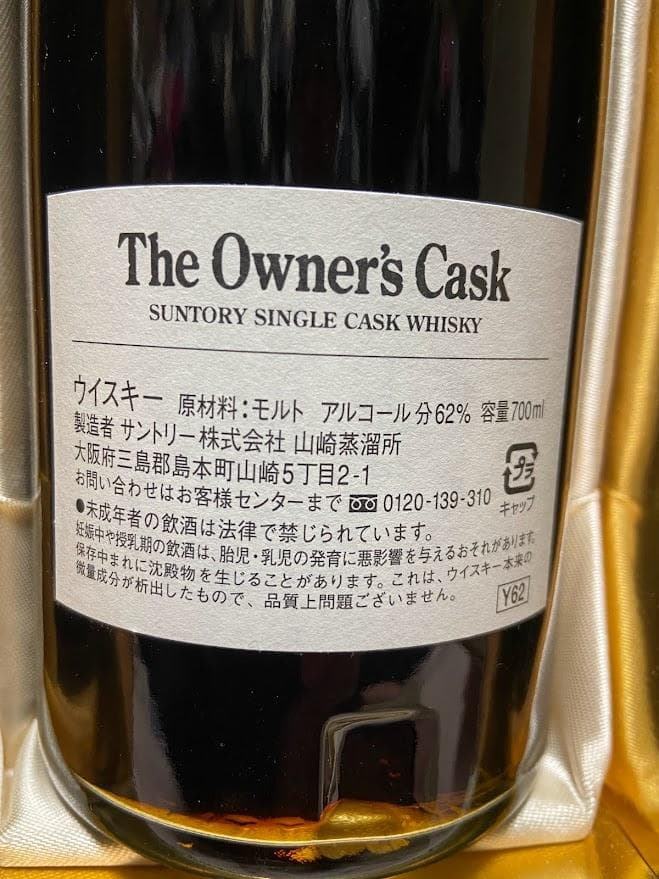 The Owner's Cask
SUNTORY SINGLE CASK WHISKY
ウイスキー 原材料:モルト アルコール分62% 容量700ml
製造者 サントリー株式会社 山崎蒸溜所
大阪府三島郡島本町山崎5丁目2-1
お問い合わせはお客様センターまで 0120-139-310
プラ
キャップ
●未成年者の飲酒は法律で禁じられています。
妊娠中や授乳期の飲酒は、胎児・乳児の発育に悪影響を与えるおそれがあります。
保存中まれに沈殿物を生じることがあります。これは、ウイスキー本来の
微量成分が析出したもので、品質上問題ございません。
Y62